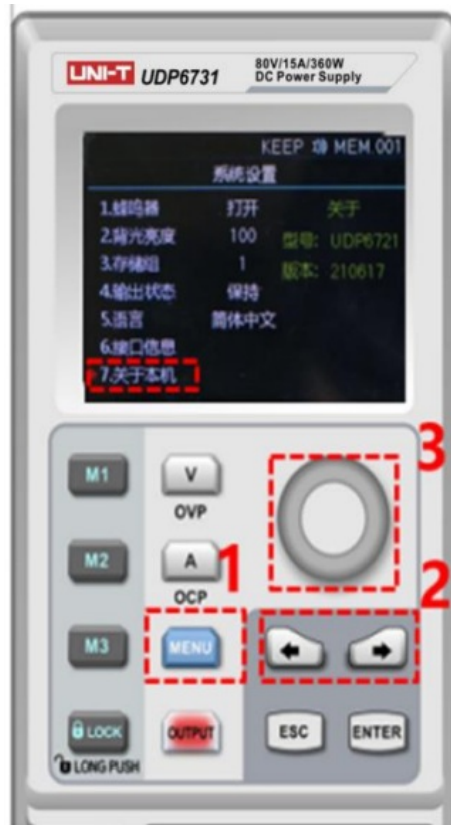 UNI-T UDP6731 80V/15A/360W
DC Power Supply
KEEP MEM 001
系统设置
1.蜂鸣器 打开 关于
2.背光亮度 100 型号: UDP6721
3.存储组 1 版本: 210617
4.输出状态 保持
5.语言 简体中文
6.接口信息
7.关于本机
3
M1 V
OVP
M2 A 1 2
OCP
M3 MENU
LOCK OUTPUT ESC ENTER
LONG PUSH